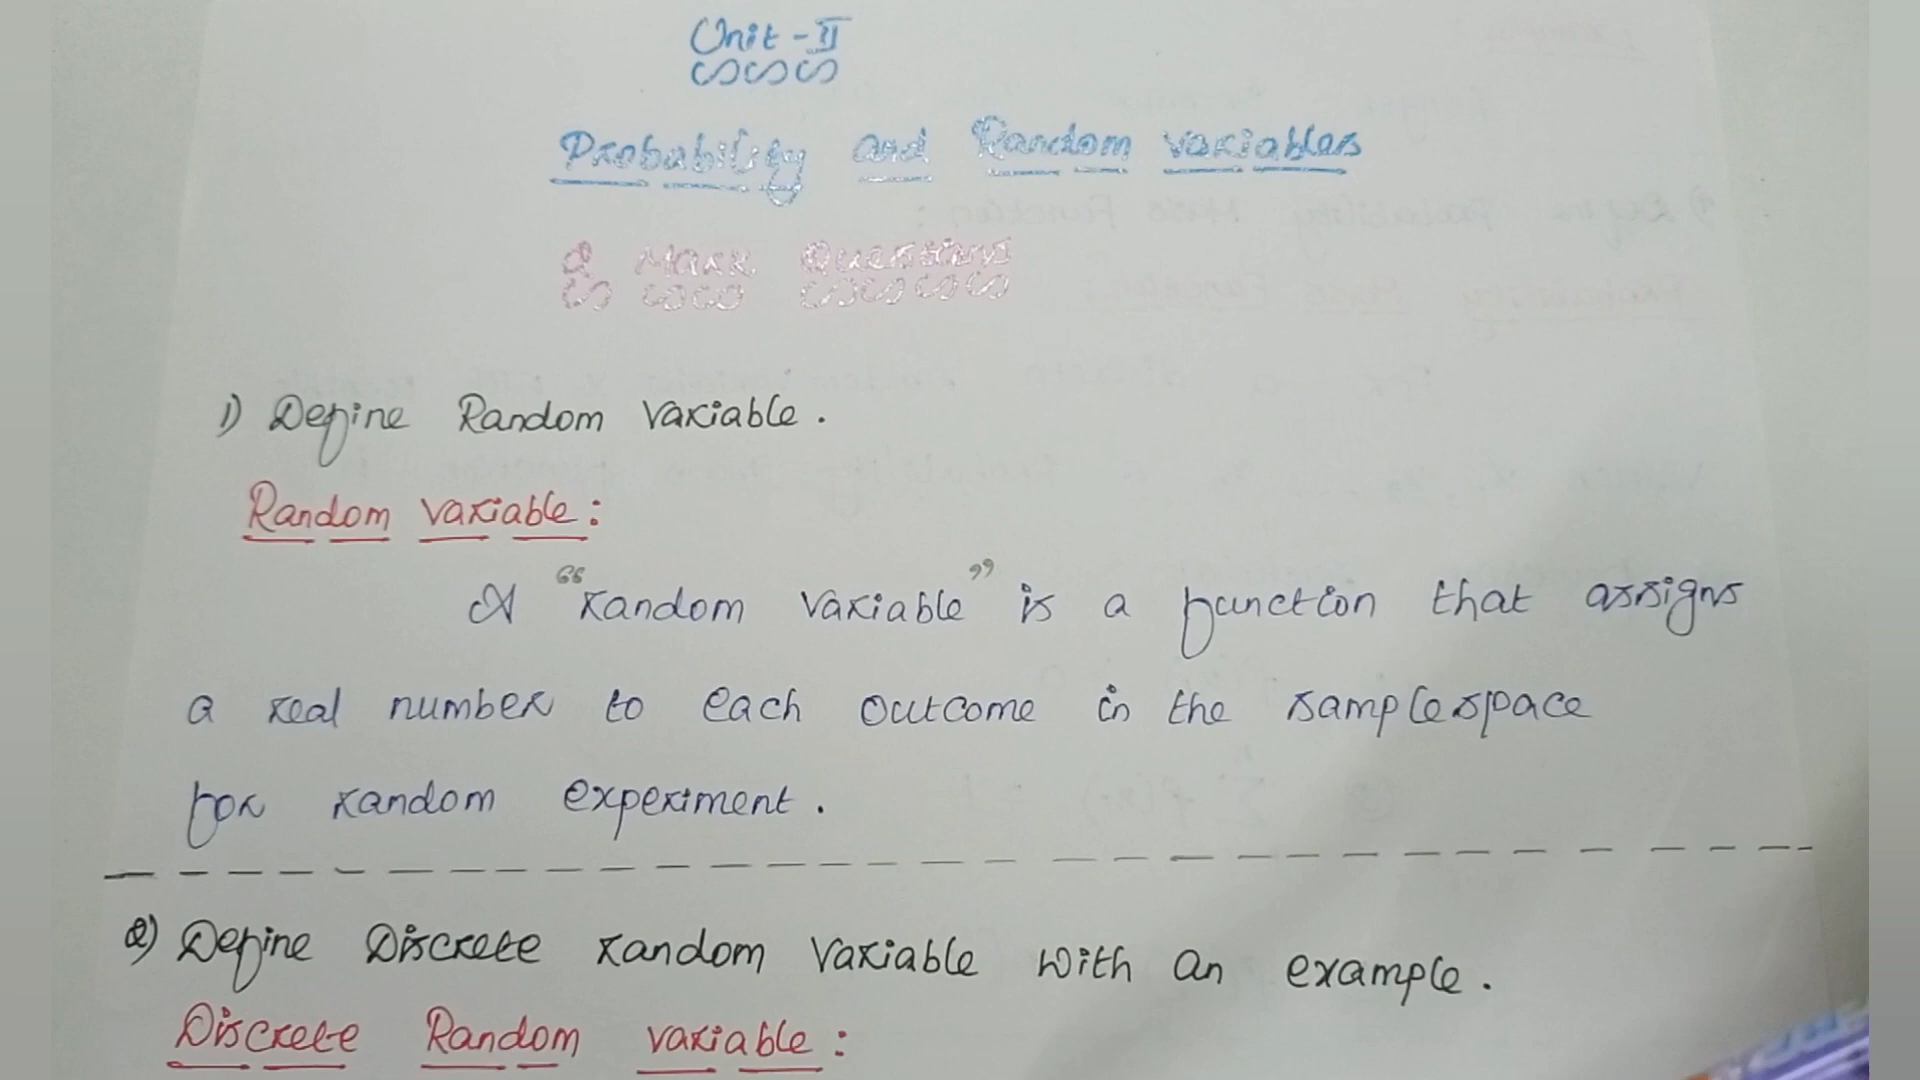 Unit - II
Probability and Random variables
2 Mark Questions
1) Define Random Variable.
Random variable:
A "random variable" is a function that assigns
a real number to each outcome in the samplespace
for random experiment.
2) Define Discrete random variable with an example.
Discrete Random variable: